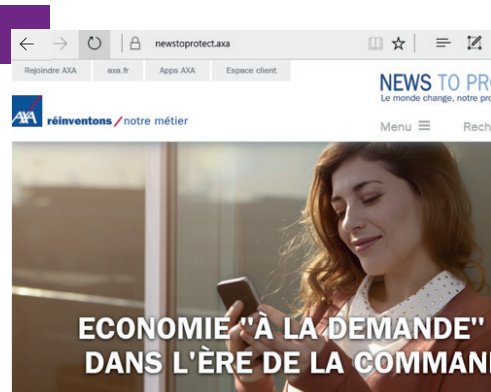 newstoprotect.axa
Rejoindre AXA axa.fr Apps AXA Espace client
NEWS TO PRO
Le monde change, notre pro
AXA réinventons / notre métier
Menu Rech
ECONOMIE "À LA DEMANDE"
DANS L'ÈRE DE LA COMMAN